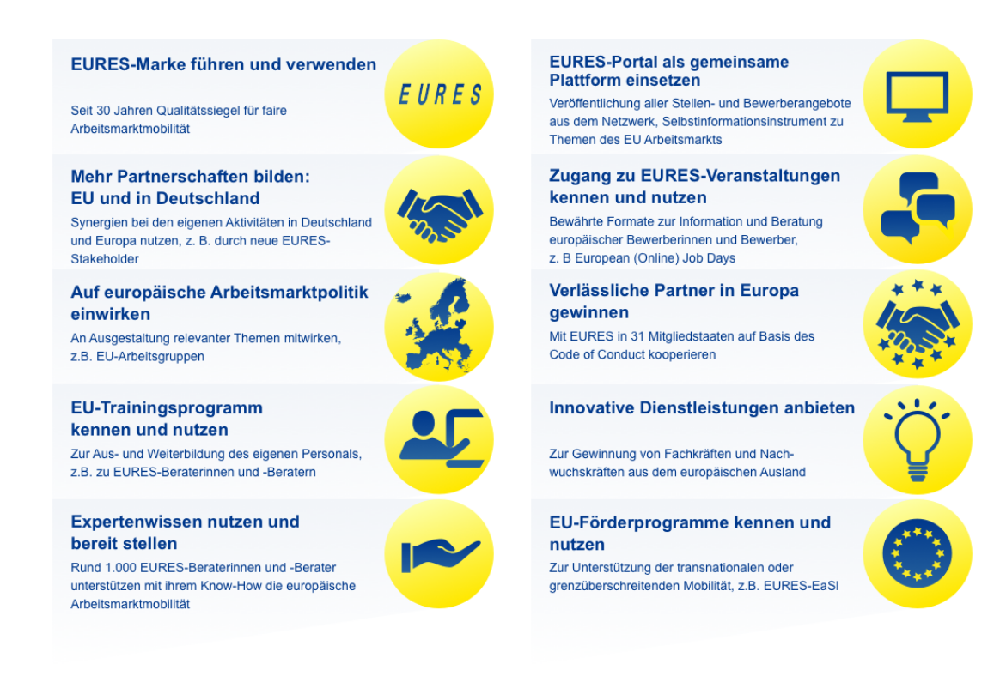 EURES-Marke führen und verwenden
Seit 30 Jahren Qualitätssiegel für faire
Arbeitsmarktmobilität
EURES
Mehr Partnerschaften bilden:
EU und in Deutschland
Synergien bei den eigenen Aktivitäten in Deutschland
und Europa nutzen, z. B. durch neue EURES-
Stakeholder
Auf europäische Arbeitsmarktpolitik
einwirken
An Ausgestaltung relevanter Themen mitwirken,
z.B. EU-Arbeitsgruppen
EU-Trainingsprogramm
kennen und nutzen
Zur Aus- und Weiterbildung des eigenen Personals,
z.B. zu EURES-Beraterinnen und -Beratern
Expertenwissen nutzen und
bereit stellen
Rund 1.000 EURES-Beraterinnen und -Berater
unterstützen mit ihrem Know-How die europäische
Arbeitsmarktmobilität
EURES-Portal als gemeinsame
Plattform einsetzen
Veröffentlichung aller Stellen- und Bewerberangebote
aus dem Netzwerk, Selbstinformationsinstrument zu
Themen des EU Arbeitsmarkts
Zugang zu EURES-Veranstaltungen
kennen und nutzen
Bewährte Formate zur Information und Beratung
europäischer Bewerberinnen und Bewerber,
z. B European (Online) Job Days
Verlässliche Partner in Europa
gewinnen
Mit EURES in 31 Mitgliedstaaten auf Basis des
Code of Conduct kooperieren
Innovative Dienstleistungen anbieten
Zur Gewinnung von Fachkräften und Nach-
wuchskräften aus dem europäischen Ausland
EU-Förderprogramme kennen und
nutzen
Zur Unterstützung der transnationalen oder
grenzüberschreitenden Mobilität, z.B. EURES-EaSI